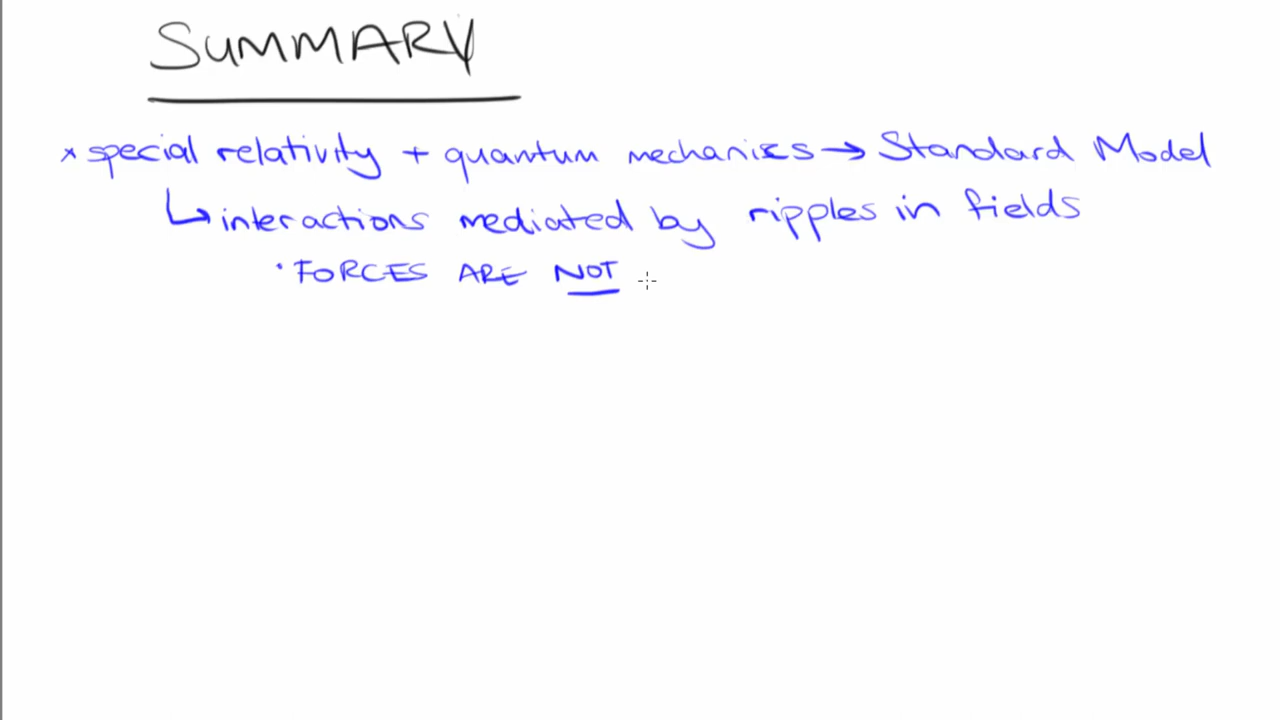 SUMMARY
× special relativity + quantum mechanics → Standard Model
↳ interactions mediated by ripples in fields
· FORCES ARE NOT